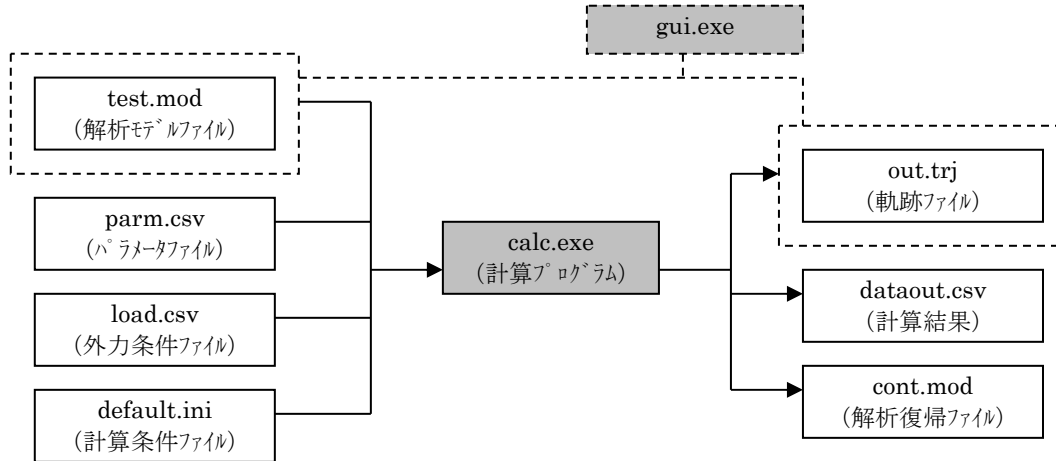 gui.exe
test.mod
(解析ﾓﾃﾞﾙﾌｧｲﾙ)
parm.csv
(ﾊﾟﾗﾒｰﾀﾌｧｲﾙ)
load.csv
(外力条件ﾌｧｲﾙ)
default.ini
(計算条件ﾌｧｲﾙ)
calc.exe
(計算ﾌﾟﾛｸﾞﾗﾑ)
out.trj
(軌跡ﾌｧｲﾙ)
dataout.csv
(計算結果)
cont.mod
(解析復帰ﾌｧｲﾙ)